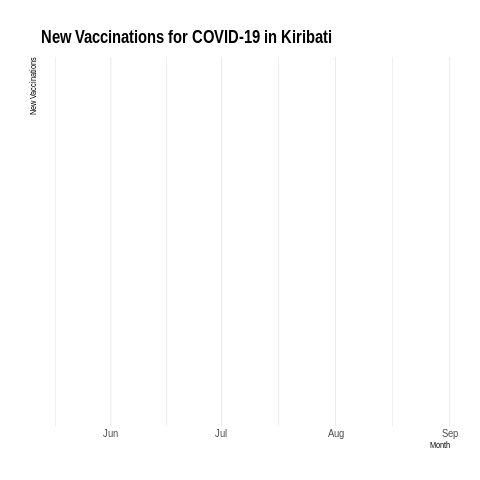 New Vaccinations for COVID-19 in Kiribati
New Vaccinations
Jun Jul Aug Sep
Month